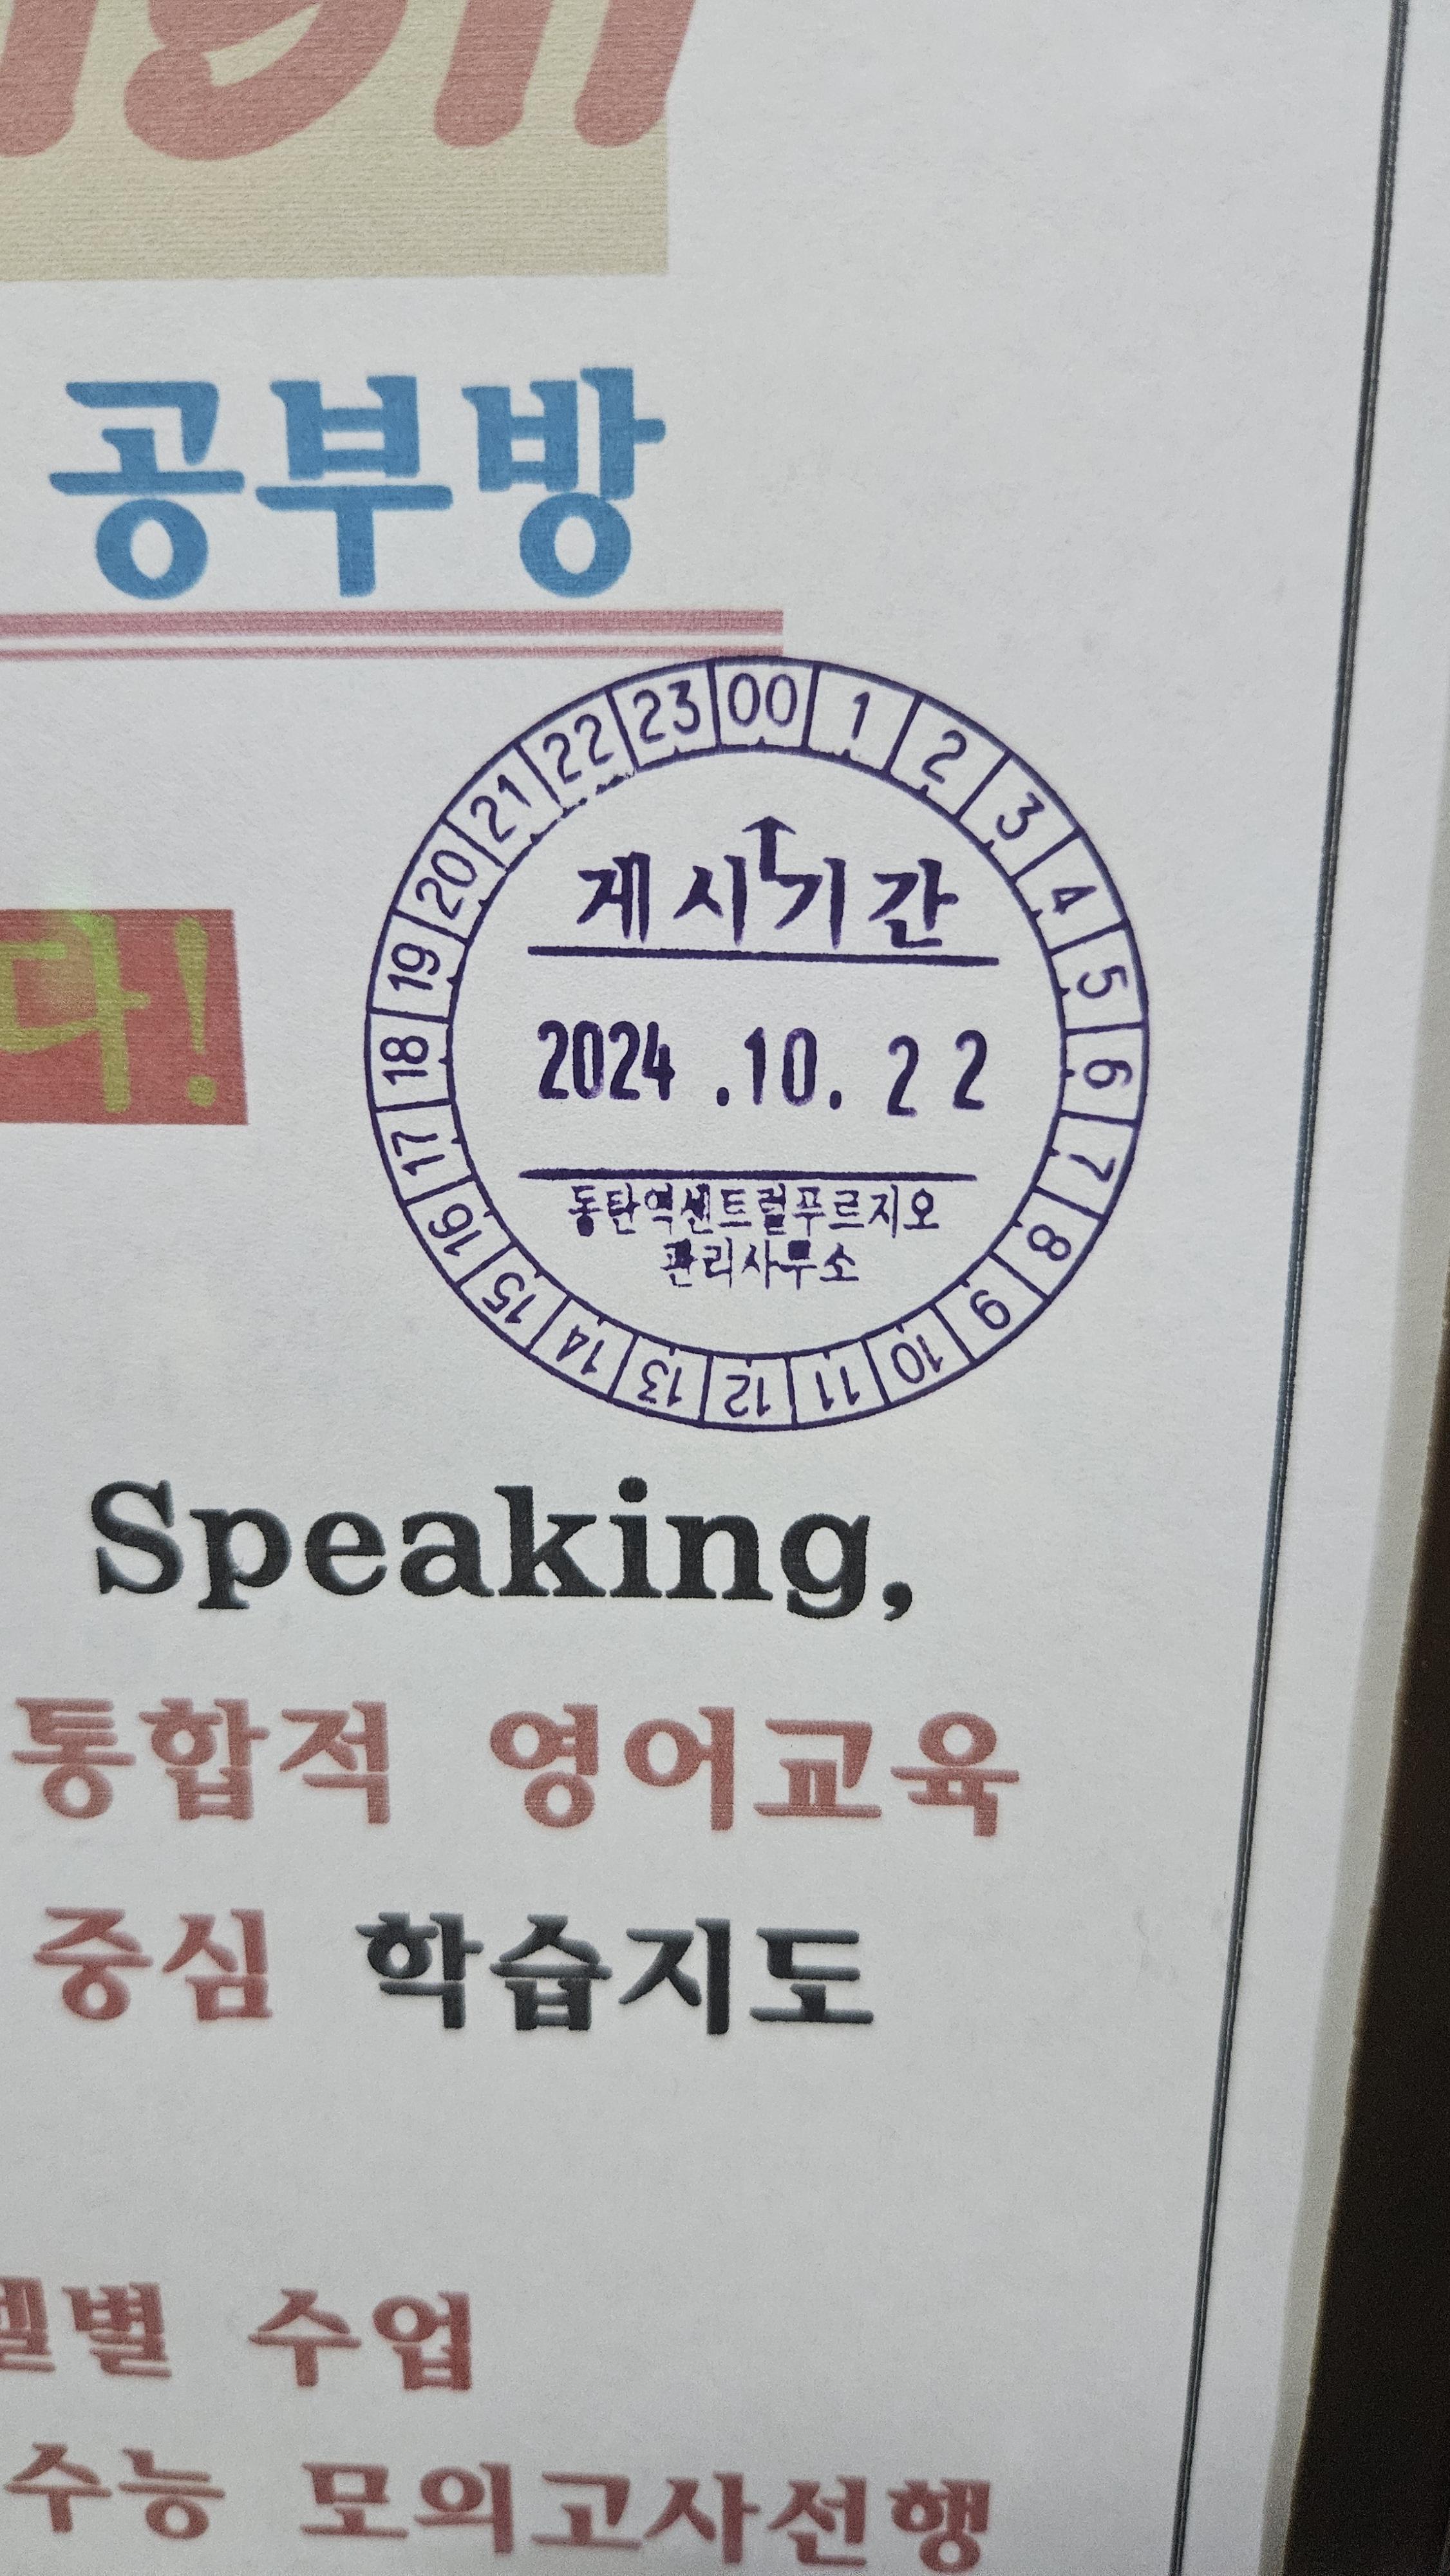 공부방
다!
00 1 2 3 4 5 6 7 8 9 10 11 12 13 14 15 16 17 18 19 20 21 22 23
게시기간
2024 .10. 22
동탄역센트럴푸르지오
관리사무소
Speaking,
통합적 영어교육
중심 학습지도
벨별 수업
수능 모의고사선행